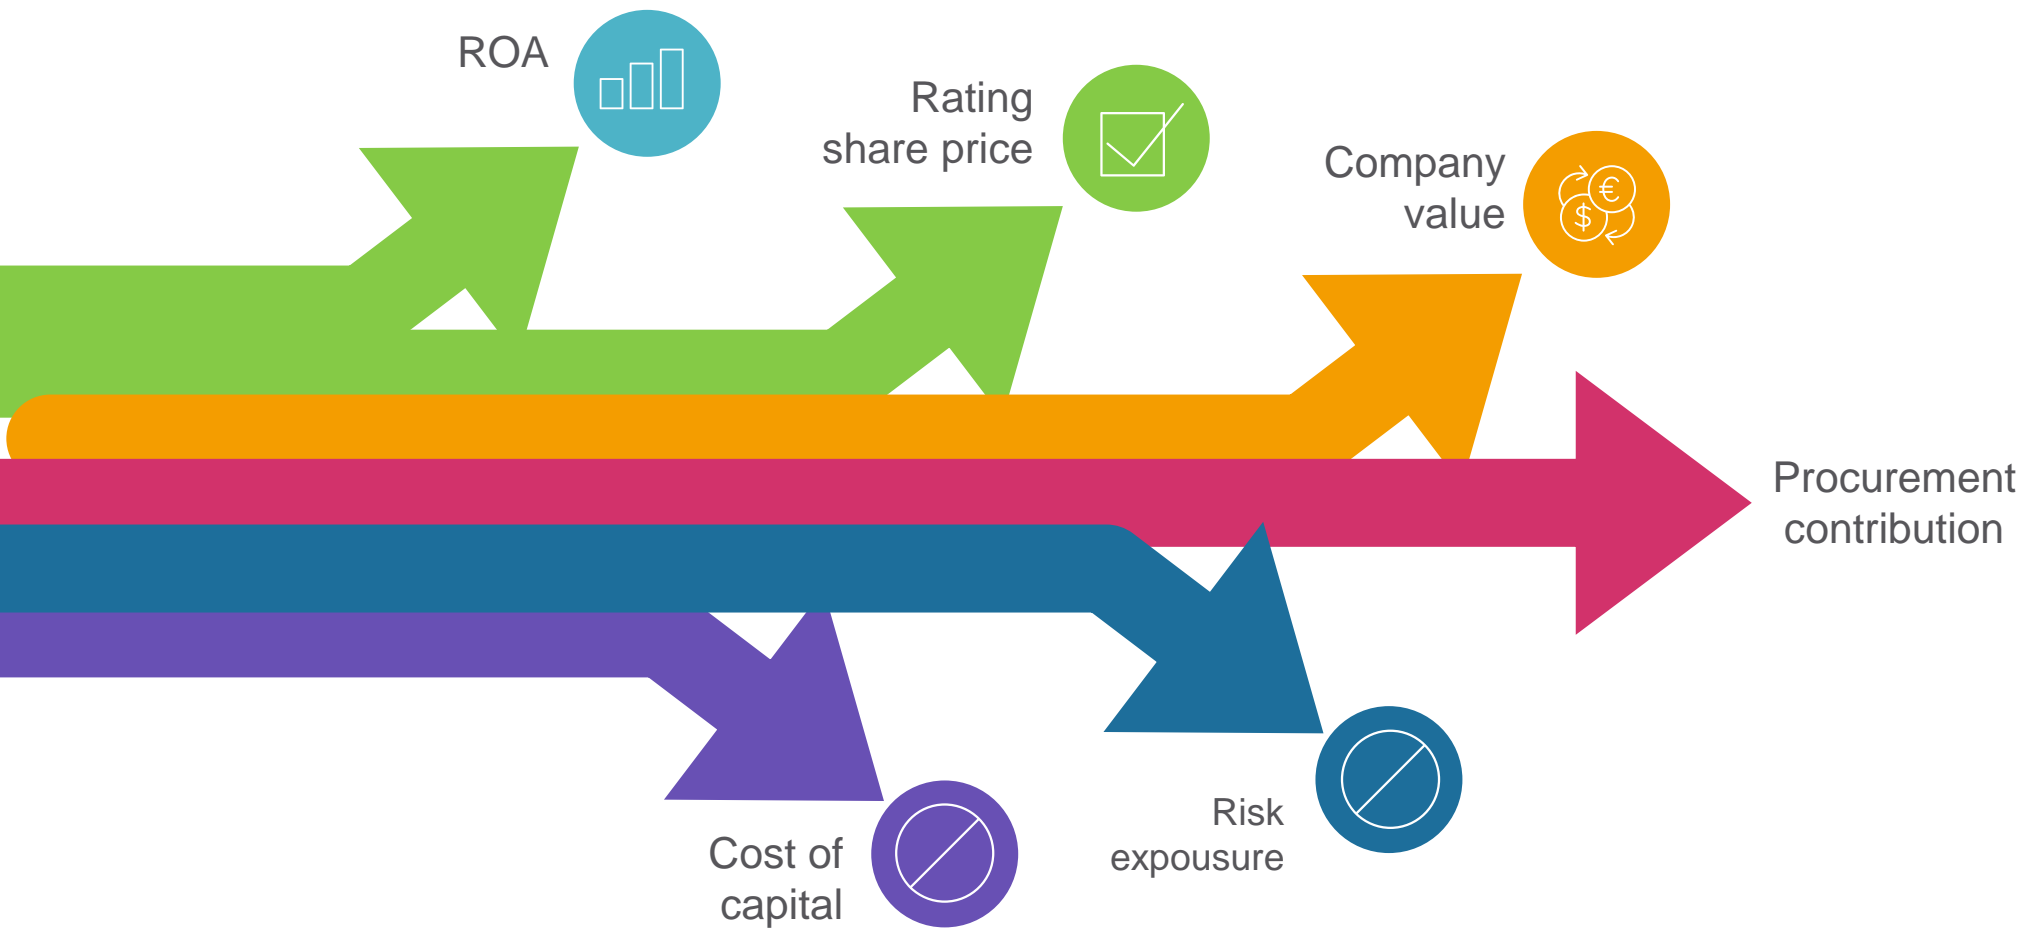 ROA
Rating
share price
Company
value
€
$
Procurement
contribution
Risk
expousure
Cost of
capital